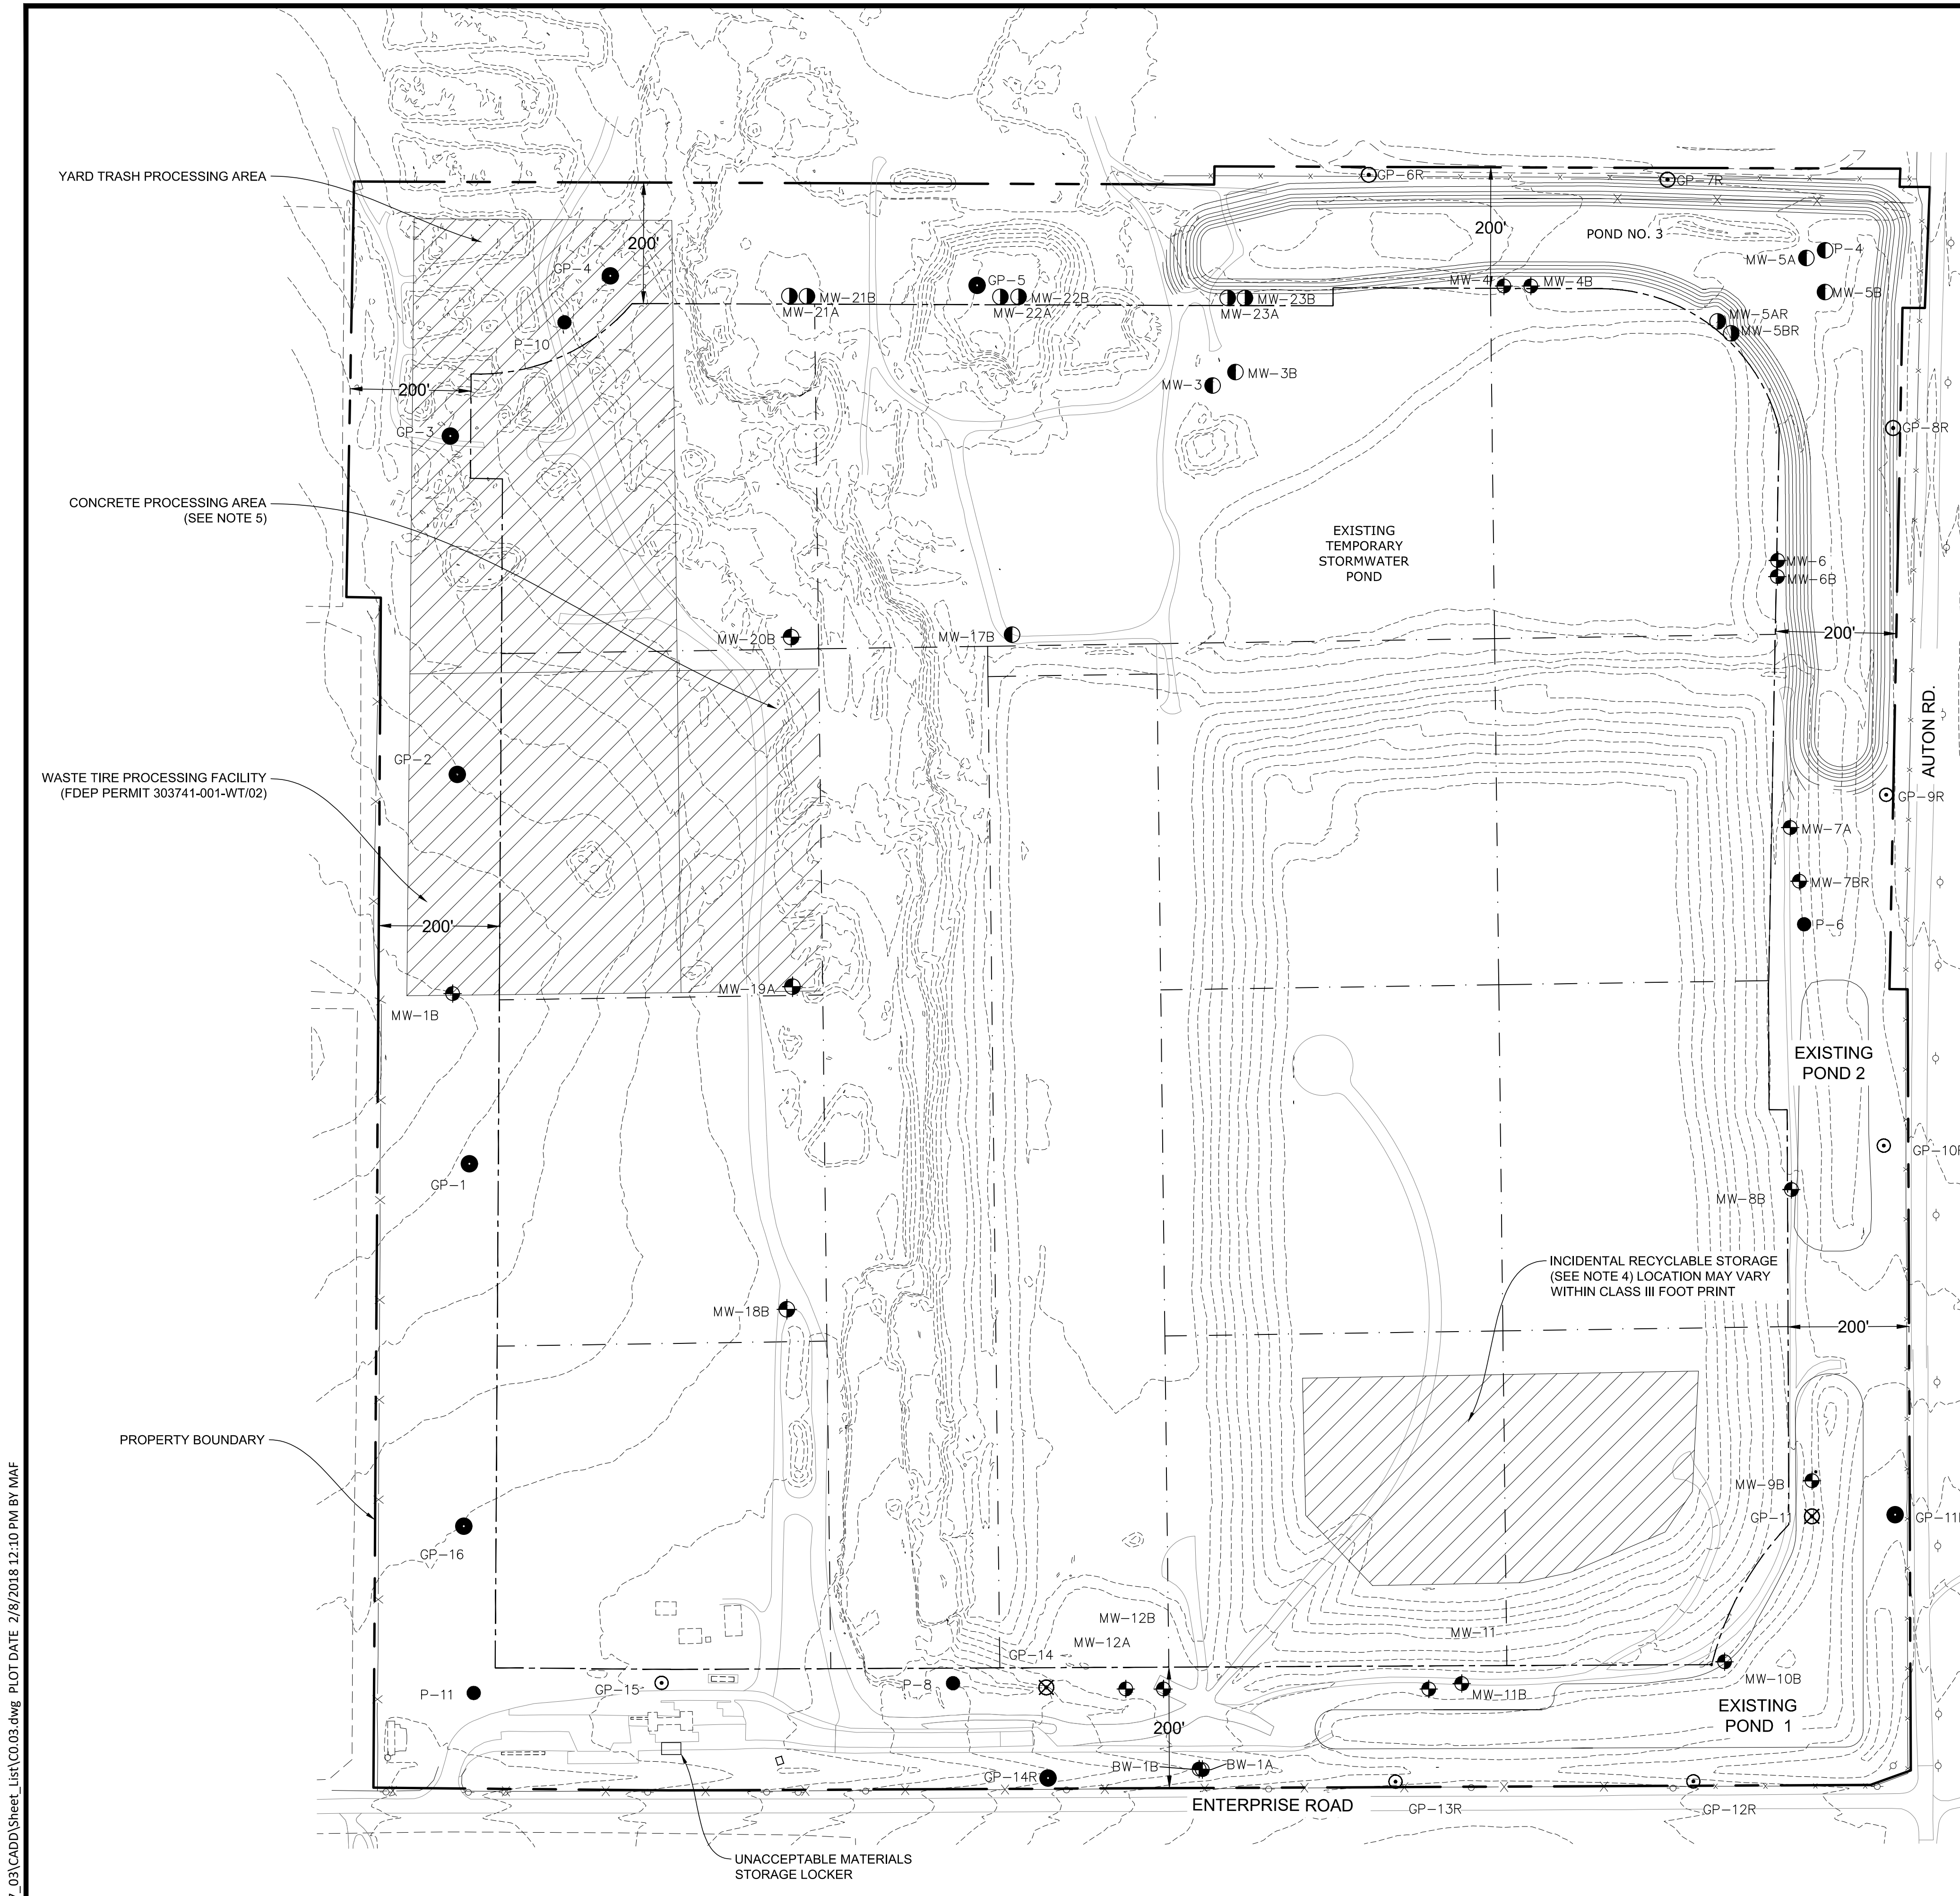 YARD TRASH PROCESSING AREA
CONCRETE PROCESSING AREA
(SEE NOTE 5)
WASTE TIRE PROCESSING FACILITY
(FDEP PERMIT 303741-001-WT/02)
PROPERTY BOUNDARY
GP-6R
GP-7R
200'
200'
POND NO. 3
P-4
MW-5A
GP-4
GP-5
MW-4
MW-4B
MW-5B
MW-21B
MW-21A
MW-22B
MW-22A
MW-23B
MW-23A
MW-5AR
MW-5BR
P-10
MW-3B
MW-3
200'
GP-3
GP-8R
EXISTING
TEMPORARY
STORMWATER
POND
MW-6
MW-6B
MW-20B
MW-17B
200'
AUTON RD.
GP-2
GP-9R
MW-7A
MW-7BR
P-6
200'
MW-19A
MW-1B
EXISTING
POND 2
GP-1
MW-8B
INCIDENTAL RECYCLABLE STORAGE
(SEE NOTE 4) LOCATION MAY VARY
WITHIN CLASS III FOOT PRINT
MW-18B
200'
MW-9B
GP-11
GP-16
MW-12B
MW-12A
MW-11
GP-14
P-11
GP-15
P-8
MW-11B
MW-10B
EXISTING
POND 1
200'
GP-14R
BW-1B
BW-1A
ENTERPRISE ROAD
GP-13R
GP-12R
UNACCEPTABLE MATERIALS
STORAGE LOCKER
7_03\CADD\Sheet_List\C0.03.dwg PLOT DATE 2/8/2018 12:10 PM BY MAF